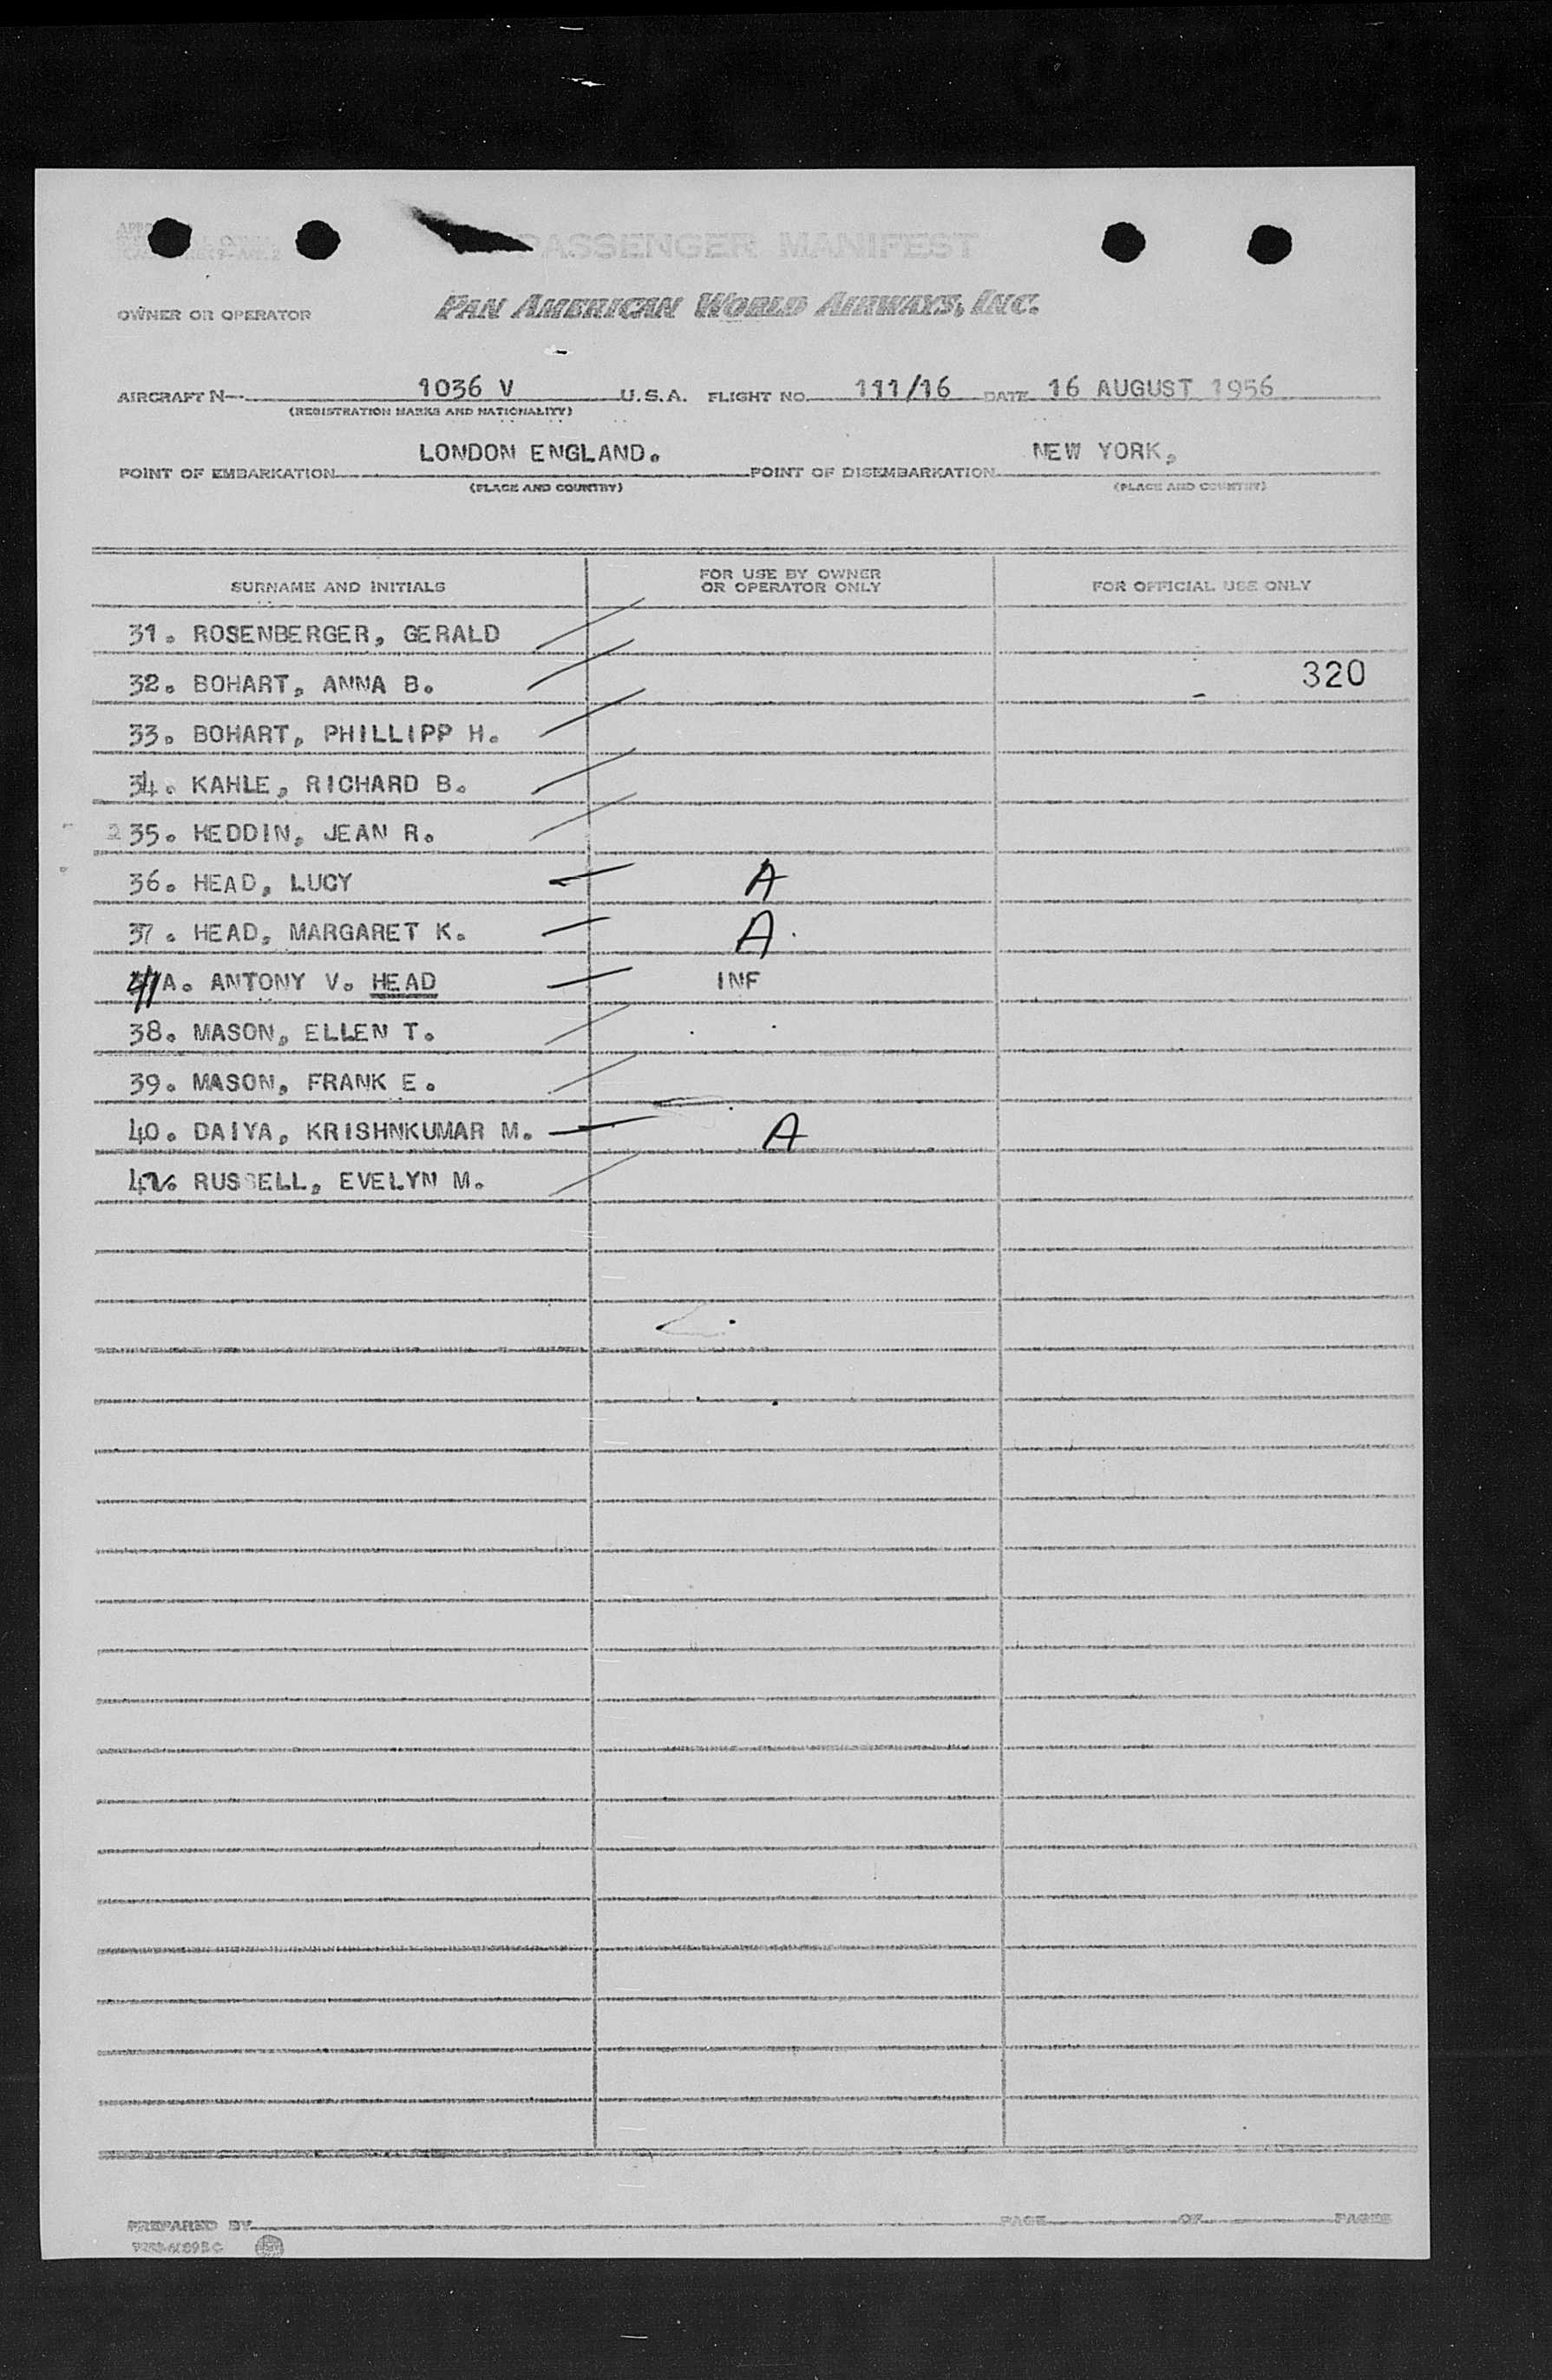 PASSENGER MANIFEST
OWNER OR OPERATOR PAN AMERICAN WORLD AIRWAYS, INC.
AIRCRAFT N- 1036 V U.S.A. FLIGHT NO. 111/16 DATE 16 AUGUST 1956
(REGISTRATION MARKS AND NATIONALITY)
POINT OF EMBARKATION LONDON ENGLAND. POINT OF DISEMBARKATION NEW YORK,
(PLACE AND COUNTRY) (PLACE AND COUNTRY)
SURNAME AND INITIALS FOR USE BY OWNER OR OPERATOR ONLY FOR OFFICIAL USE ONLY
31. ROSENBERGER, GERALD
32. BOHART, ANNA B. 320
33. BOHART, PHILLIPP H.
34. KAHLE, RICHARD B.
35. HEDDIN, JEAN R.
36. HEAD, LUCY A
37. HEAD, MARGARET K. A
A. ANTONY V. HEAD INF
38. MASON, ELLEN T.
39. MASON, FRANK E.
40. DAIYA, KRISHNKUMAR M. A
RUSSELL, EVELYN M.
PREPARED BY PAGE OF PAGES